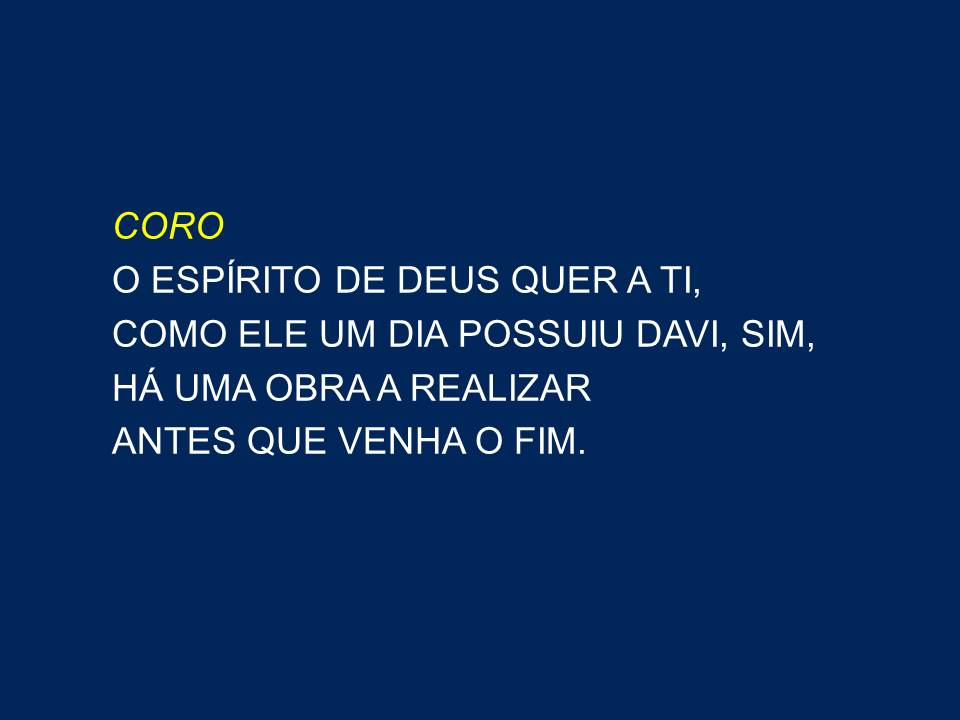 CORO
O ESPÍRITO DE DEUS QUER A TI,
COMO ELE UM DIA POSSUIU DAVI, SIM,
HÁ UMA OBRA A REALIZAR
ANTES QUE VENHA O FIM.